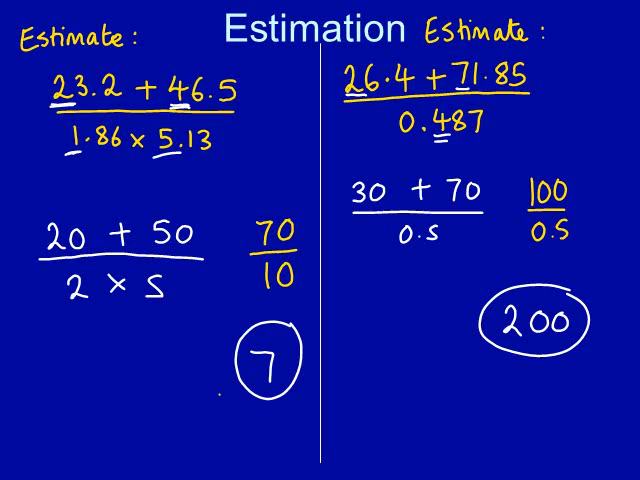 Estimation
Estimate :
23.2 + 46.5
1.86 × 5.13
20 + 50
2 × 5
70
10
7
Estimate :
26.4 + 71.85
0.487
30 + 70
0.5
100
0.5
200